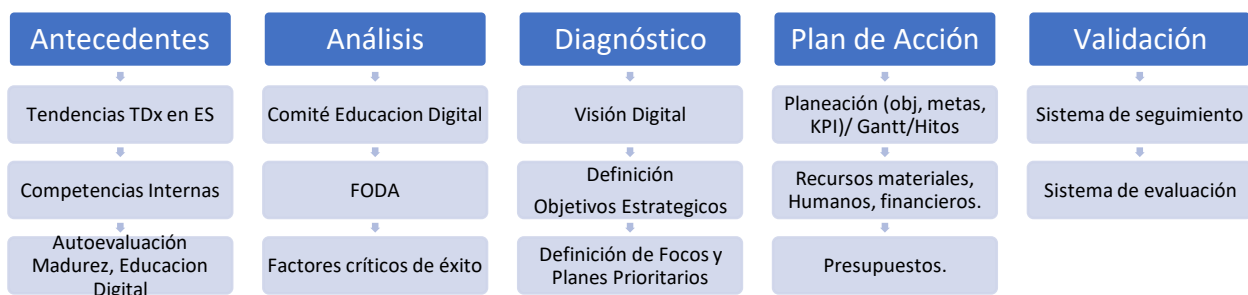 Antecedentes
Tendencias TDx en ES
Competencias Internas
Autoevaluación
Madurez, Educacion
Digital
Análisis
Comité Educacion Digital
FODA
Factores críticos de éxito
Diagnóstico
Visión Digital
Definición
Objetivos Estrategicos
Definición de Focos y
Planes Prioritarios
Plan de Acción
Planeación (obj, metas,
KPI)/ Gantt/Hitos
Recursos materiales,
Humanos, financieros.
Presupuestos.
Validación
Sistema de seguimiento
Sistema de evaluación